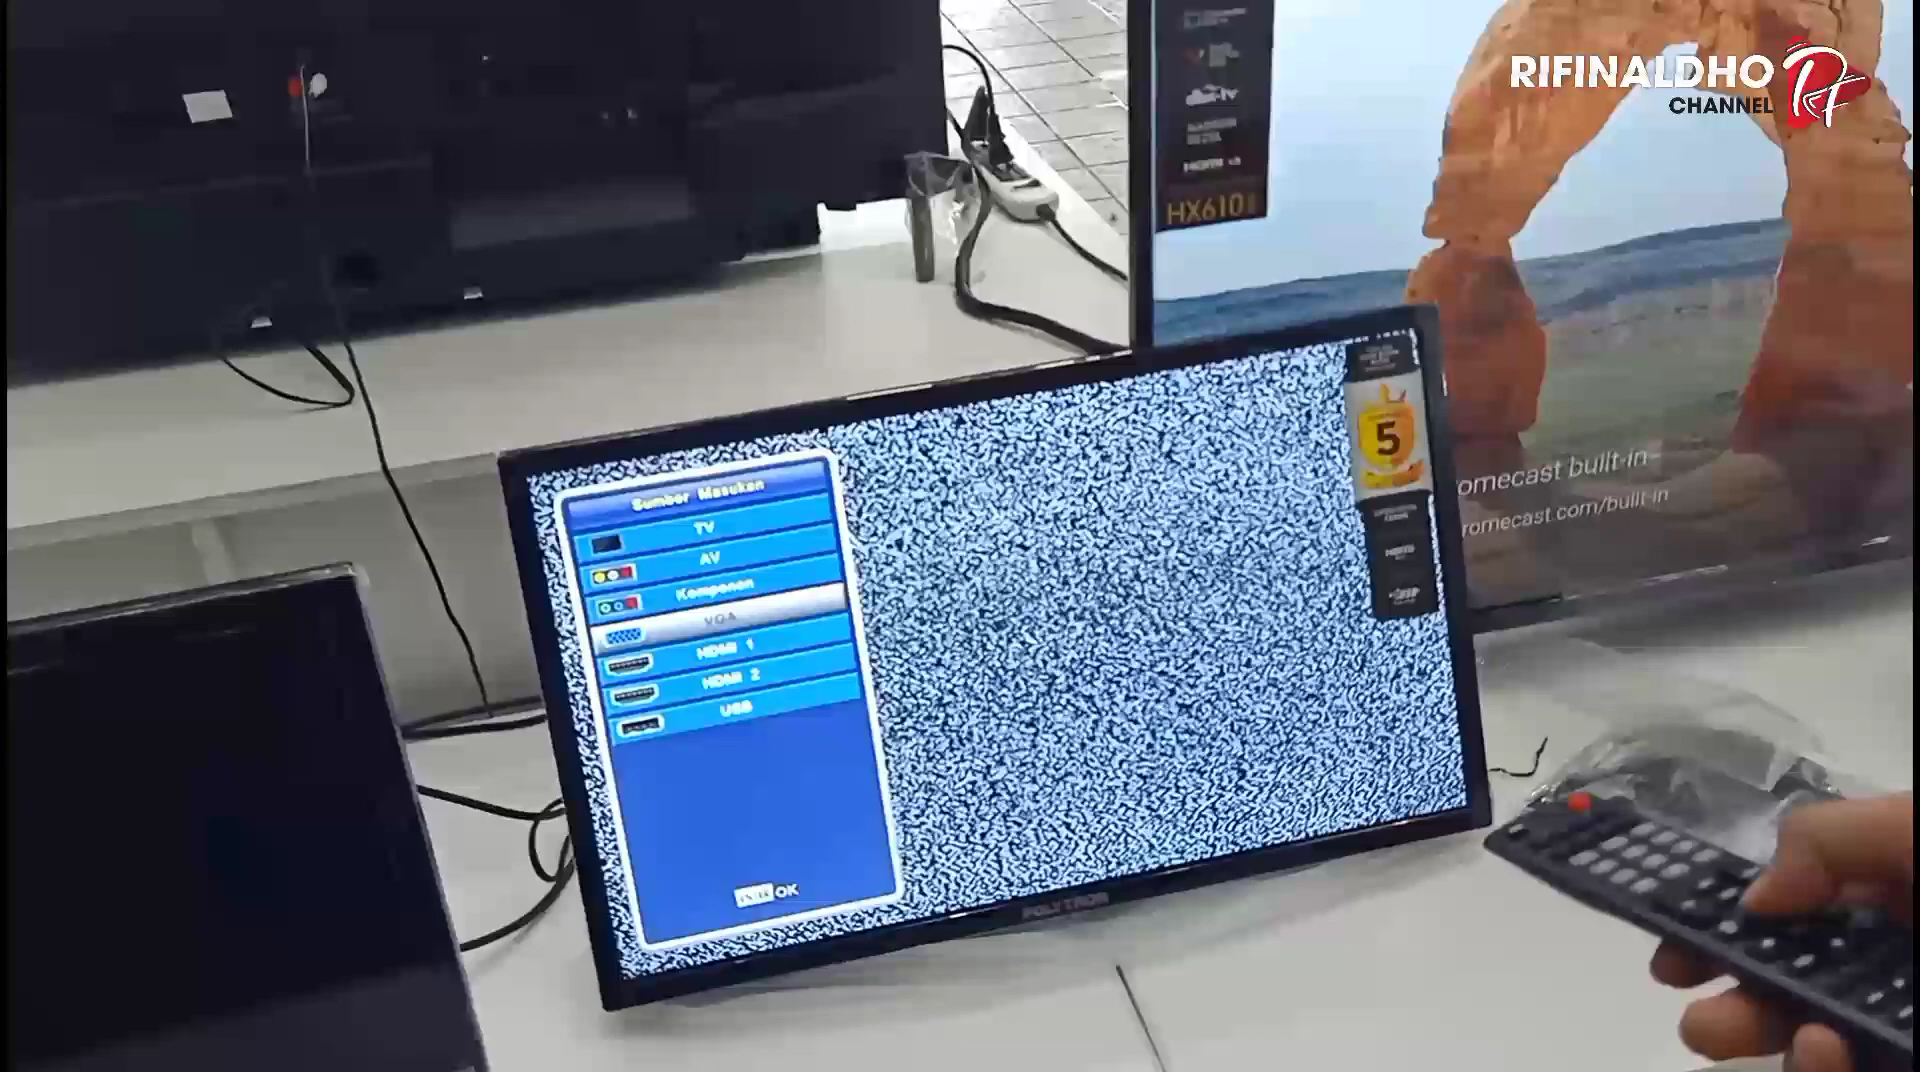 RIFINALDHO
CHANNEL
HX610
Sumber Masukan
TV
AV
Komponen
VGA
HDMI 1
HDMI 2
USB
OK
5
omecast built-in
romecast.com/built-in
POLYTRON